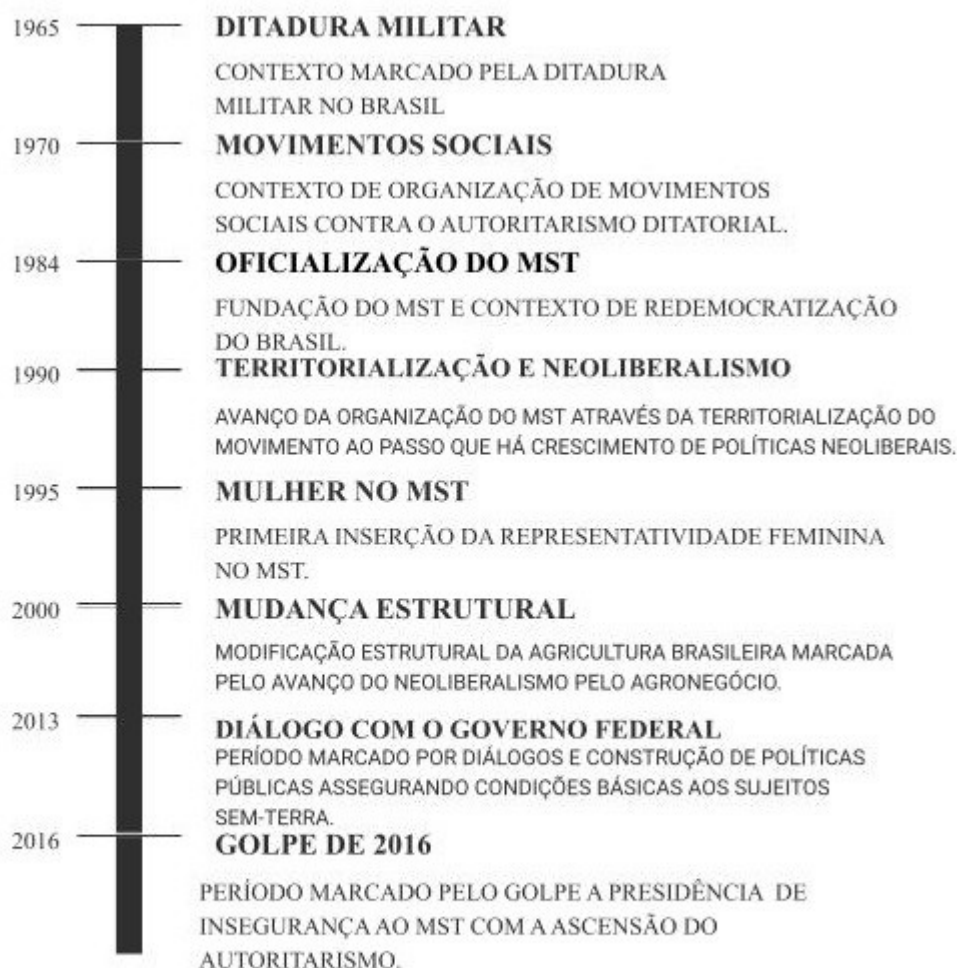 1965 DITADURA MILITAR
CONTEXTO MARCADO PELA DITADURA
MILITAR NO BRASIL
1970 MOVIMENTOS SOCIAIS
CONTEXTO DE ORGANIZAÇÃO DE MOVIMENTOS
SOCIAIS CONTRA O AUTORITARISMO DITATORIAL.
1984 OFICIALIZAÇÃO DO MST
FUNDAÇÃO DO MST E CONTEXTO DE REDEMOCRATIZAÇÃO
DO BRASIL.
1990 TERRITORIALIZAÇÃO E NEOLIBERALISMO
AVANÇO DA ORGANIZAÇÃO DO MST ATRAVÉS DA TERRITORIALIZAÇÃO DO
MOVIMENTO AO PASSO QUE HÁ CRESCIMENTO DE POLÍTICAS NEOLIBERAIS.
1995 MULHER NO MST
PRIMEIRA INSERÇÃO DA REPRESENTATIVIDADE FEMININA
NO MST.
2000 MUDANÇA ESTRUTURAL
MODIFICAÇÃO ESTRUTURAL DA AGRICULTURA BRASILEIRA MARCADA
PELO AVANÇO DO NEOLIBERALISMO PELO AGRONEGÓCIO.
2013 DIÁLOGO COM O GOVERNO FEDERAL
PERÍODO MARCADO POR DIÁLOGOS E CONSTRUÇÃO DE POLÍTICAS
PÚBLICAS ASSEGURANDO CONDIÇÕES BÁSICAS AOS SUJEITOS
SEM-TERRA.
2016 GOLPE DE 2016
PERÍODO MARCADO PELO GOLPE A PRESIDÊNCIA DE
INSEGURANÇA AO MST COM A ASCENSÃO DO
AUTORITARISMO.